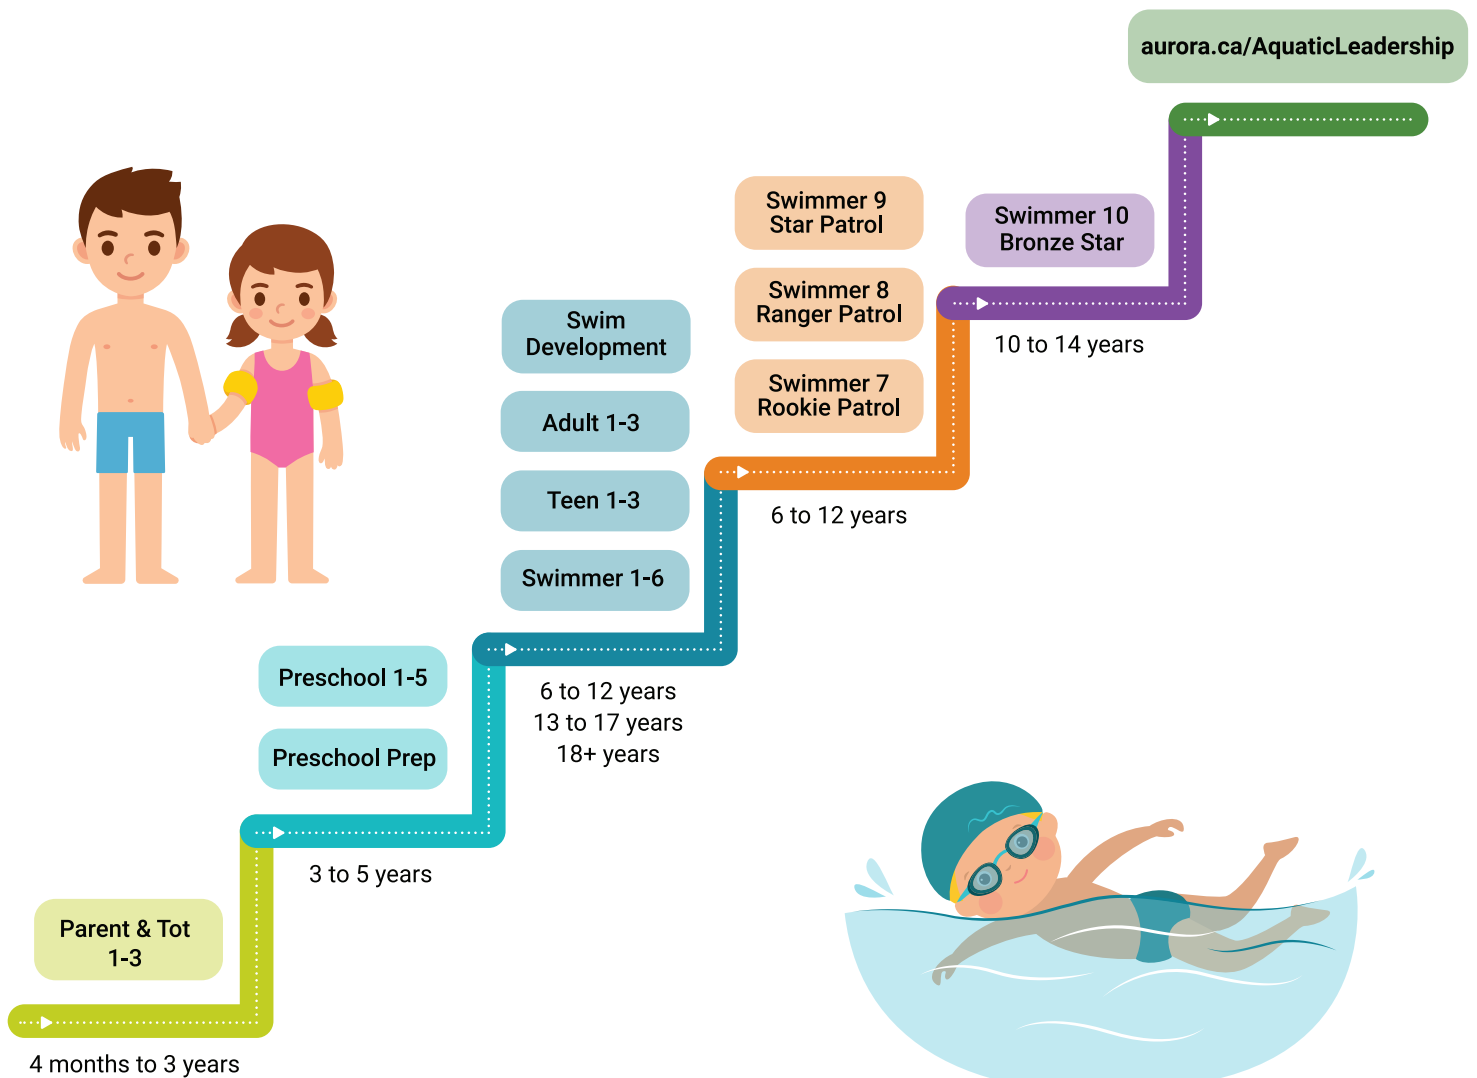 aurora.ca/AquaticLeadership
Swimmer 10
Bronze Star
10 to 14 years
Swimmer 9
Star Patrol
Swimmer 8
Ranger Patrol
Swimmer 7
Rookie Patrol
6 to 12 years
Swim
Development
Adult 1-3
Teen 1-3
Swimmer 1-6
6 to 12 years
13 to 17 years
18+ years
Preschool 1-5
Preschool Prep
3 to 5 years
Parent & Tot
1-3
4 months to 3 years